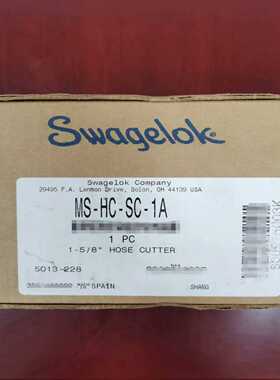 Swagelok
Swagelok Company
29495 F.A. Lennon Drive, Solon, OH 44139 USA
MS-HC-SC-1A
1 PC
1-5/8" HOSE CUTTER
5013-228
SPAIN
SHANG